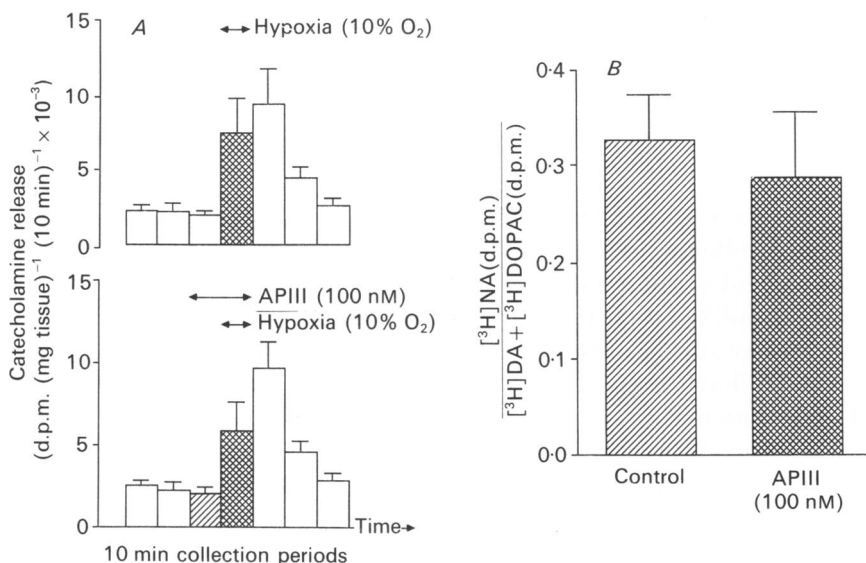 A
Hypoxia (10% O₂)
15
10
5
0
APIII (100 nM)
Hypoxia (10% O₂)
15
10
5
0
Time
10 min collection periods
Catecholamine release
(d.p.m. (mg tissue)⁻¹ (10 min)⁻¹ × 10⁻³)
B
0·4
0·3
0·2
0·1
0·0
[³H]NA(d.p.m.)
[³H]DA+[³H]DOPAC(d.p.m.)
Control
APIII
(100 nM)